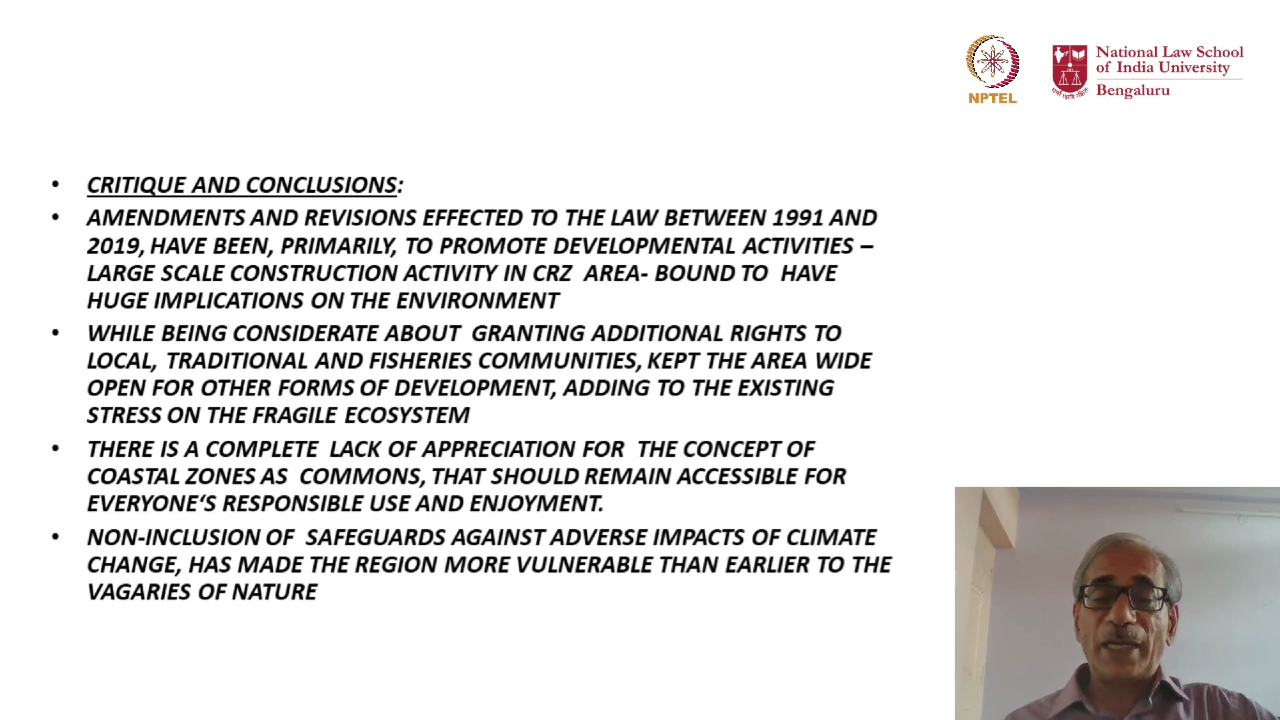 NPTEL
National Law School
of India University
Bengaluru
• CRITIQUE AND CONCLUSIONS:
• AMENDMENTS AND REVISIONS EFFECTED TO THE LAW BETWEEN 1991 AND
2019, HAVE BEEN, PRIMARILY, TO PROMOTE DEVELOPMENTAL ACTIVITIES –
LARGE SCALE CONSTRUCTION ACTIVITY IN CRZ AREA- BOUND TO HAVE
HUGE IMPLICATIONS ON THE ENVIRONMENT
• WHILE BEING CONSIDERATE ABOUT GRANTING ADDITIONAL RIGHTS TO
LOCAL, TRADITIONAL AND FISHERIES COMMUNITIES, KEPT THE AREA WIDE
OPEN FOR OTHER FORMS OF DEVELOPMENT, ADDING TO THE EXISTING
STRESS ON THE FRAGILE ECOSYSTEM
• THERE IS A COMPLETE LACK OF APPRECIATION FOR THE CONCEPT OF
COASTAL ZONES AS COMMONS, THAT SHOULD REMAIN ACCESSIBLE FOR
EVERYONE‘S RESPONSIBLE USE AND ENJOYMENT.
• NON-INCLUSION OF SAFEGUARDS AGAINST ADVERSE IMPACTS OF CLIMATE
CHANGE, HAS MADE THE REGION MORE VULNERABLE THAN EARLIER TO THE
VAGARIES OF NATURE